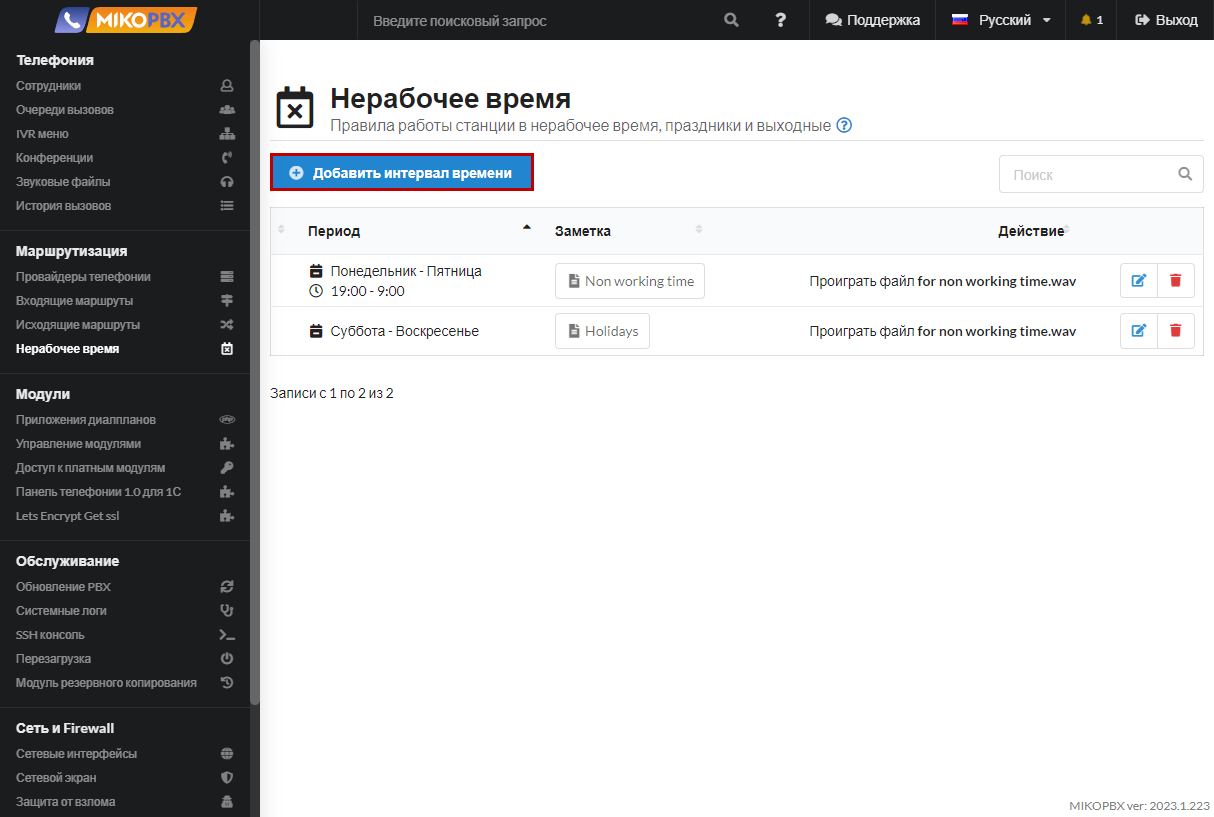 MIKOPBX
Введите поисковый запрос
?
Поддержка
Русский
1
Выход
Телефония
Сотрудники
Очереди вызовов
IVR меню
Конференции
Звуковые файлы
История вызовов
Маршрутизация
Провайдеры телефонии
Входящие маршруты
Исходящие маршруты
Нерабочее время
Модули
Приложения диалпланов
Управление модулями
Доступ к платным модулям
Панель телефонии 1.0 для 1С
Lets Encrypt Get ssl
Обслуживание
Обновление PBX
Системные логи
SSH консоль
Перезагрузка
Модуль резервного копирования
Сеть и Firewall
Сетевые интерфейсы
Сетевой экран
Защита от взлома
Нерабочее время
Правила работы станции в нерабочее время, праздники и выходные ?
Добавить интервал времени
Поиск
Период Заметка Действие
Понедельник - Пятница
19:00 - 9:00
Non working time
Проиграть файл for non working time.wav
Суббота - Воскресенье
Holidays
Проиграть файл for non working time.wav
Записи с 1 по 2 из 2
MIKOPBX ver: 2023.1.223